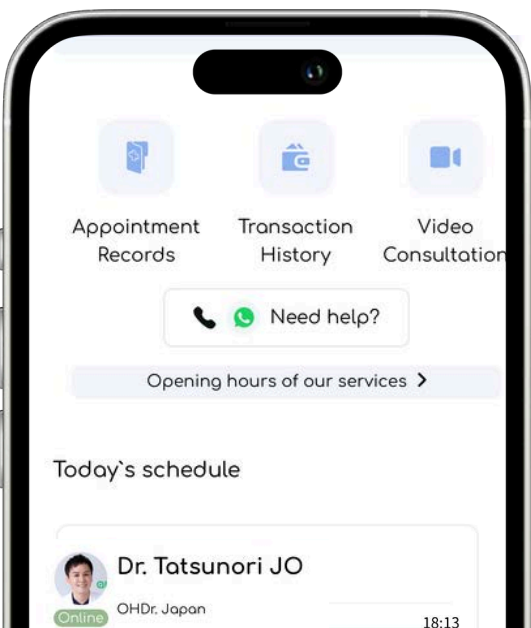 Appointment Transaction Video
Records History Consultation
Need help?
Opening hours of our services
Today`s schedule
Dr. Tatsunori JO
OHDr. Japan
Online
18:13